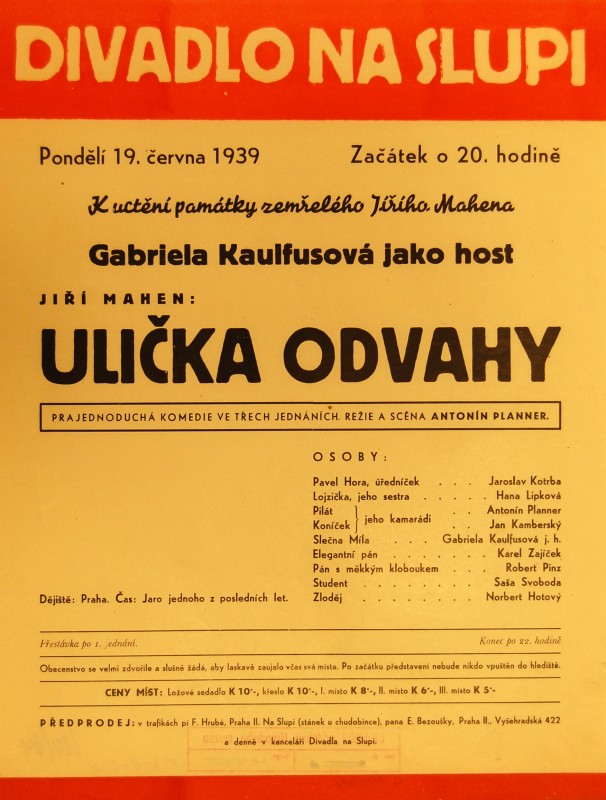 DIVADLO NA SLUPI
Pondělí 19. června 1939 Začátek o 20. hodině
K uctění památky zemřelého Jiřího Mahena
Gabriela Kaulfusová jako host
JIŘÍ MAHEN:
ULIČKA ODVAHY
PRAJEDNODUCHÁ KOMEDIE VE TŘECH JEDNÁNÍCH. REŽIE A SCÉNA ANTONÍN PLANNER.
OSOBY:
Pavel Hora, úředníček . . . Jaroslav Kotrba
Lojzička, jeho sestra . . . . . Hana Lipková
Pilát } jeho kamarádi . . Antonín Planner
Koníček } jeho kamarádi . . Jan Kamberský
Slečna Míla . . . Gabriela Kaulfusová j. h.
Elegantní pán . . . . . . . Karel Zajíček
Pán s měkkým kloboukem . . . Robert Pinz
Student . . . . . . . Saša Svoboda
Zloděj . . . . . . . . Norbert Hotový
Dějiště: Praha. Čas: Jaro jednoho z posledních let.
Přestávka po 1. jednání. Konec po 22. hodině
Obecenstvo se velmi zdvořile a slušně žádá, aby laskavě zaujalo včas svá místa. Po začátku představení nebude nikdo vpuštěn do hlediště.
CENY MÍST: Ložové sedadlo K 10·-, křeslo K 10·-, I. místo K 8·-, II. místo K 6·-, III. místo K 5·-
PŘEDPRODEJ: v trafikách pí F. Hrubé, Praha II. Na Slupi (stánek u chudobince), pana E. Bezoušky, Praha II., Vyšehradská 422
a denně v kanceláři Divadla na Slupi.